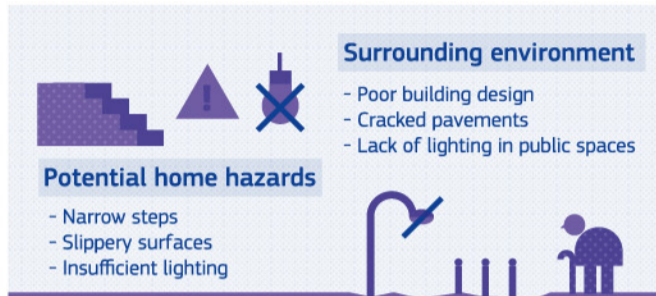 Surrounding environment
- Poor building design
- Cracked pavements
- Lack of lighting in public spaces
Potential home hazards
- Narrow steps
- Slippery surfaces
- Insufficient lighting